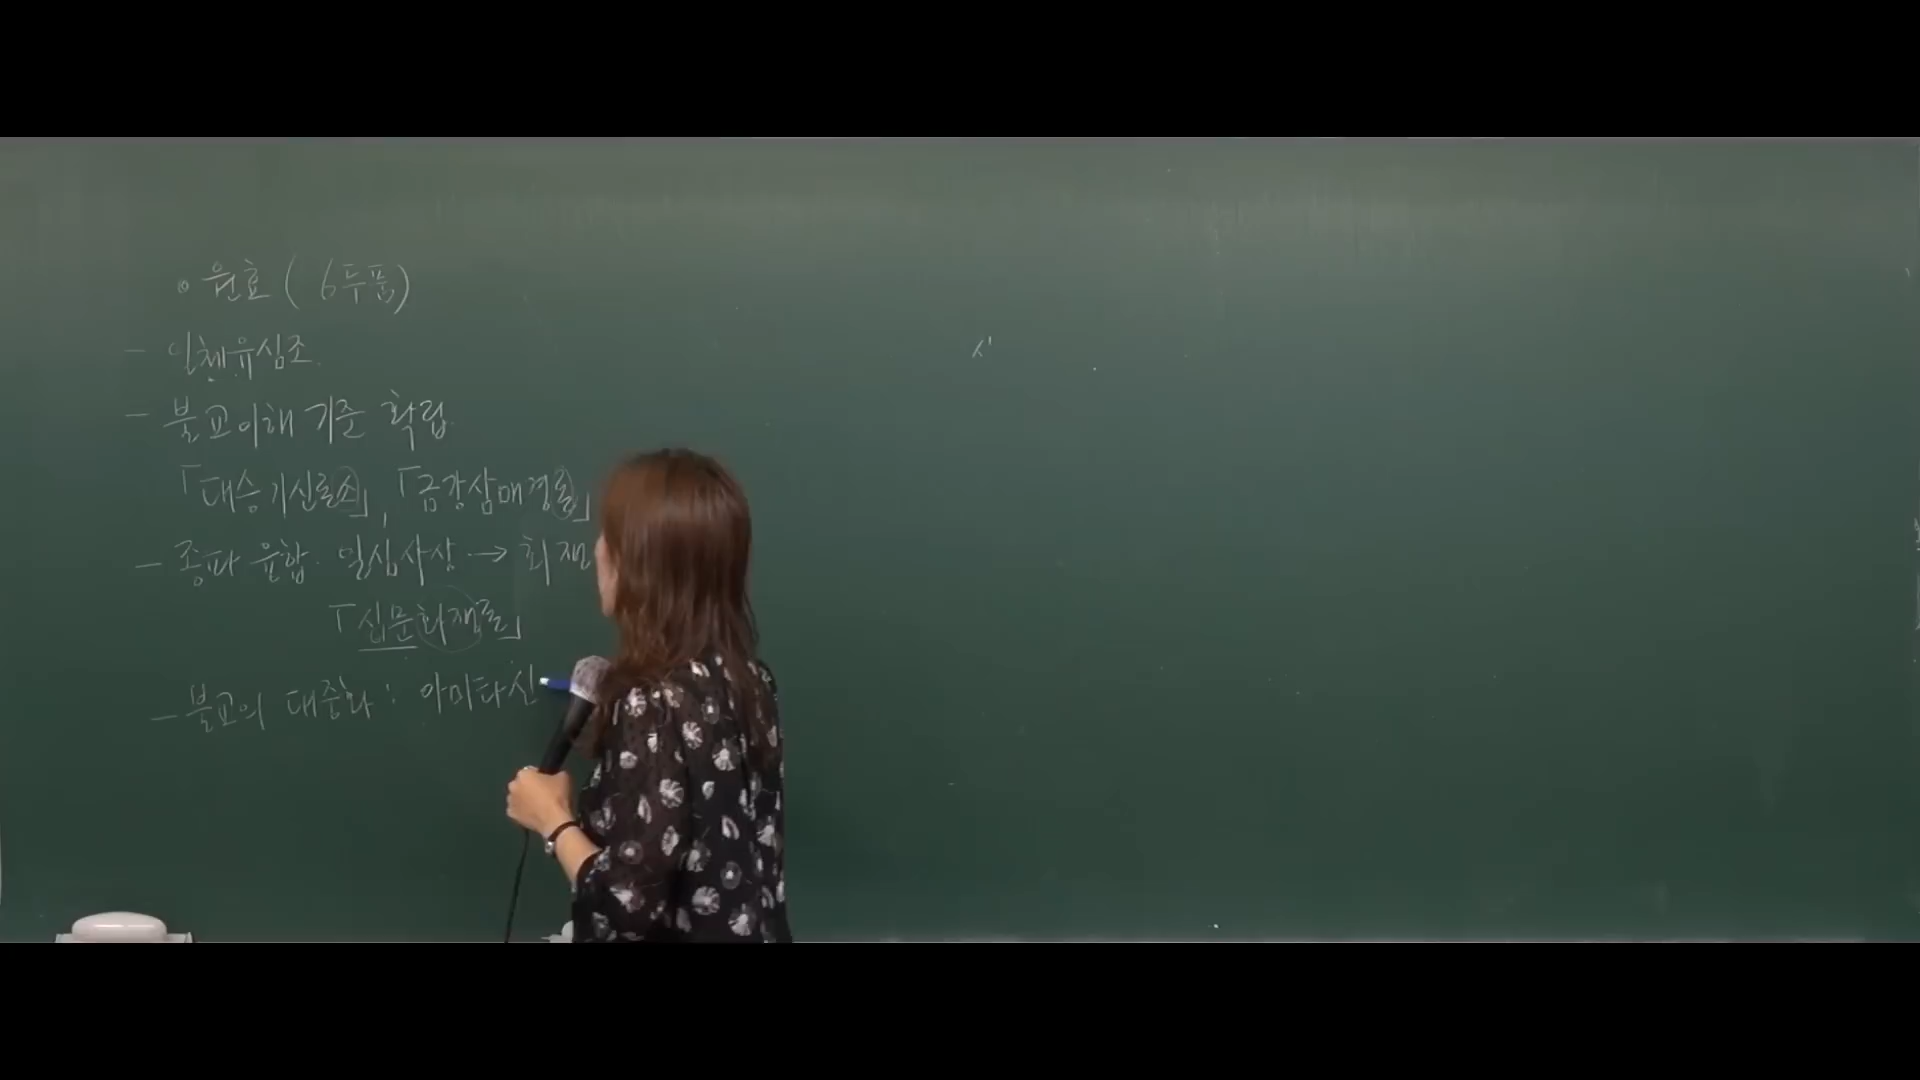 원효 (6두품)
- 일체유심조.
- 불교이해 기준 확립.
「대승기신론소」, 「금강삼매경론」
- 종파 융합. 일심사상 → 화쟁
「십문화쟁론」
- 불교의 대중화 : 아미타신